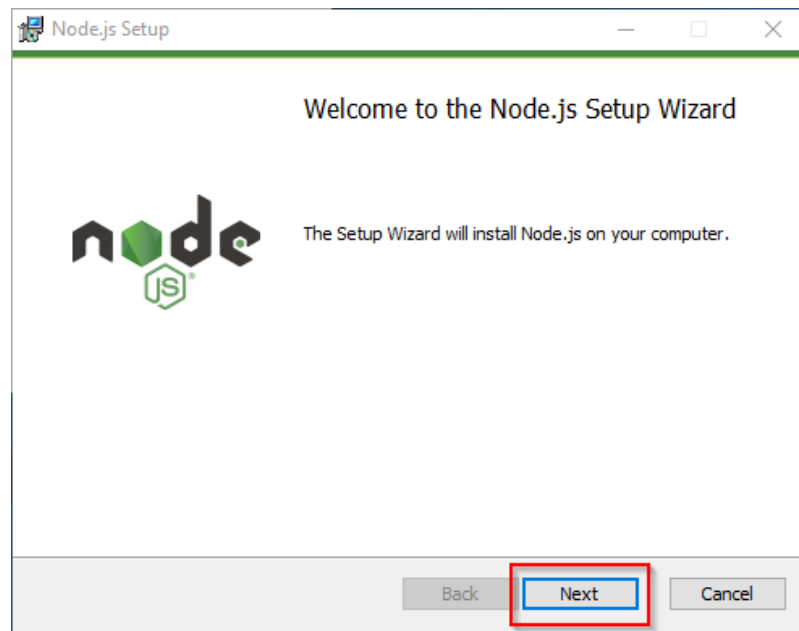 Node.js Setup
Welcome to the Node.js Setup Wizard
node
JS®
The Setup Wizard will install Node.js on your computer.
Back
Next
Cancel